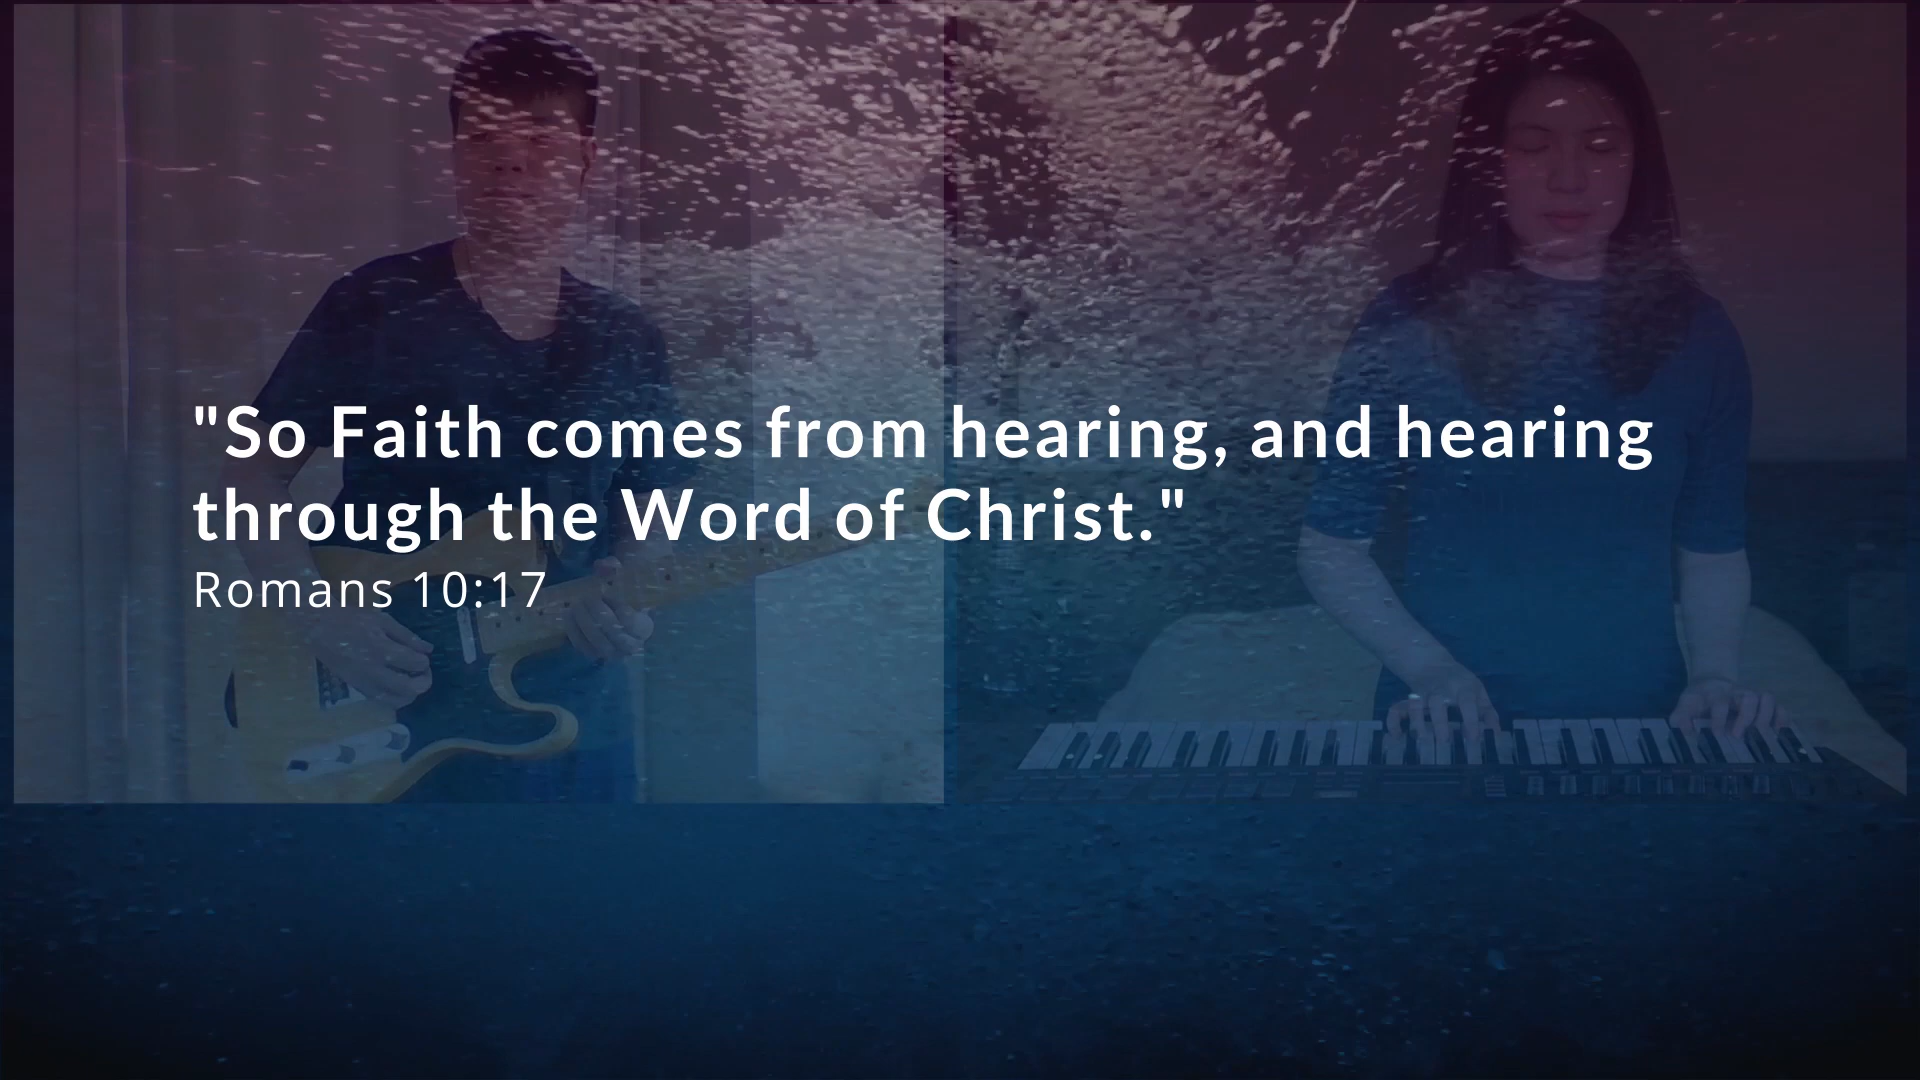 "So Faith comes from hearing, and hearing
through the Word of Christ."
Romans 10:17